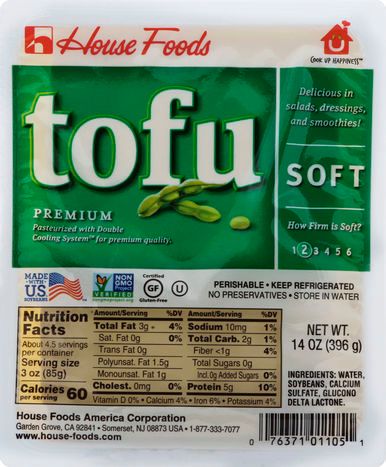 House Foods
COOK UP HAPPINESS™
tofu
Delicious in
salads, dressings,
and smoothies!
SOFT
PREMIUM
Pasteurized with Double
Cooling System™ for premium quality.
How Firm is Soft?
1 2 3 4 5 6
MADE WITH
US
SOYBEANS
NON
GMO
Project
VERIFIED
nongmoproject.org
Certified
GF
Gluten-Free
U
PERISHABLE • KEEP REFRIGERATED
NO PRESERVATIVES • STORE IN WATER
Nutrition
Facts
About 4.5 servings
per container
Serving size
3 oz (85g)
Calories 60
per serving
Amount/Serving %DV
Total Fat 3g 4%
Sat. Fat 0g 0%
Trans Fat 0g
Polyunsat. Fat 1.5g
Monounsat. Fat 1g
Cholest. 0mg 0%
Amount/Serving %DV
Sodium 10mg 1%
Total Carb. 2g 1%
Fiber <1g 4%
Total Sugars 0g
Incl. 0g Added Sugars 0%
Protein 5g 10%
Vitamin D 0% • Calcium 4% • Iron 6% • Potassium 4%
NET WT.
14 OZ (396 g)
INGREDIENTS: WATER,
SOYBEANS, CALCIUM
SULFATE, GLUCONO
DELTA LACTONE.
House Foods America Corporation
Garden Grove, CA 92841 • Somerset, NJ 08873 USA • 1-877-333-7077
www.house-foods.com
0 76371 01105 1